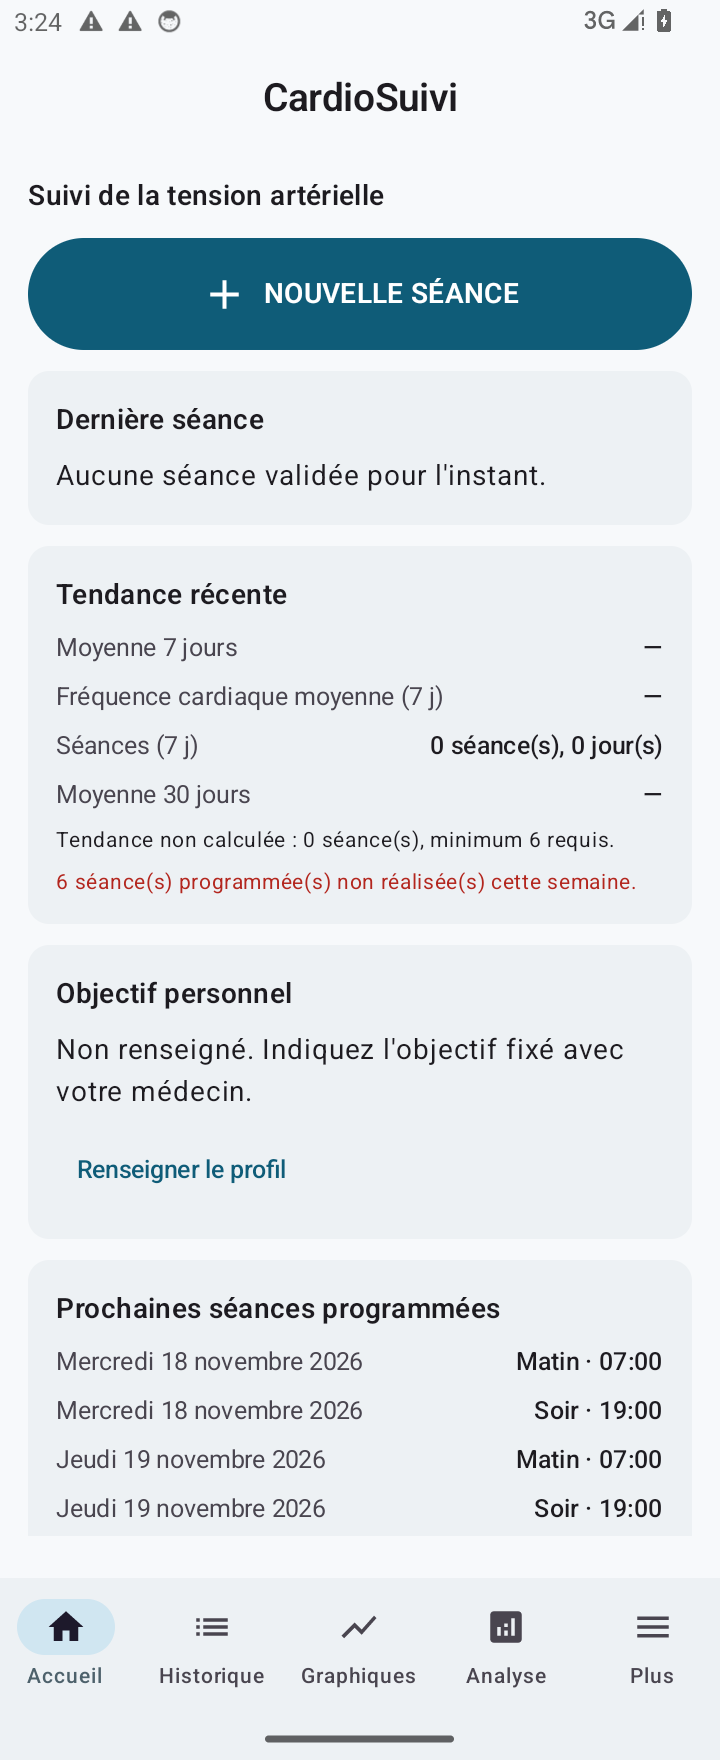 3:24
3G
CardioSuivi
Suivi de la tension artérielle
NOUVELLE SÉANCE
Dernière séance
Aucune séance validée pour l'instant.
Tendance récente
Moyenne 7 jours —
Fréquence cardiaque moyenne (7 j) —
Séances (7 j) 0 séance(s), 0 jour(s)
Moyenne 30 jours —
Tendance non calculée : 0 séance(s), minimum 6 requis.
6 séance(s) programmée(s) non réalisée(s) cette semaine.
Objectif personnel
Non renseigné. Indiquez l'objectif fixé avec
votre médecin.
Renseigner le profil
Prochaines séances programmées
Mercredi 18 novembre 2026 Matin · 07:00
Mercredi 18 novembre 2026 Soir · 19:00
Jeudi 19 novembre 2026 Matin · 07:00
Jeudi 19 novembre 2026 Soir · 19:00
Accueil Historique Graphiques Analyse Plus